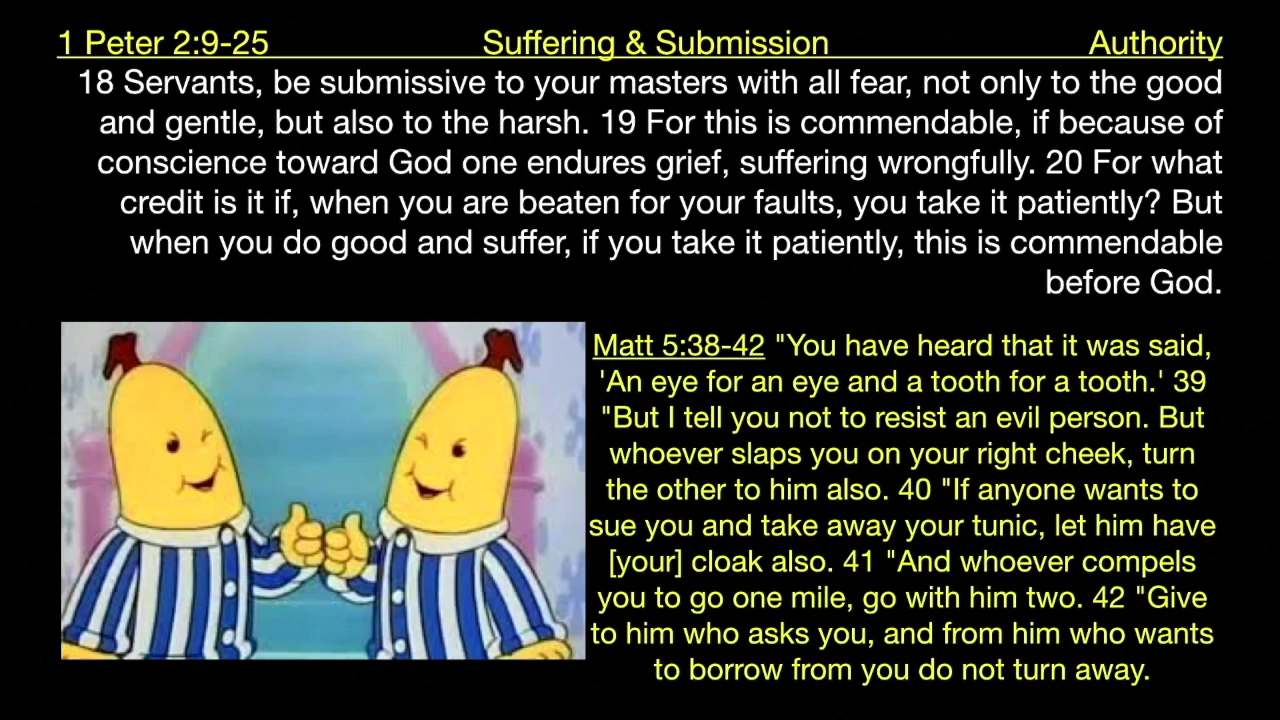 1 Peter 2:9-25 Suffering & Submission Authority
18 Servants, be submissive to your masters with all fear, not only to the good
and gentle, but also to the harsh. 19 For this is commendable, if because of
conscience toward God one endures grief, suffering wrongfully. 20 For what
credit is it if, when you are beaten for your faults, you take it patiently? But
when you do good and suffer, if you take it patiently, this is commendable
before God.
Matt 5:38-42 "You have heard that it was said,
'An eye for an eye and a tooth for a tooth.' 39
"But I tell you not to resist an evil person. But
whoever slaps you on your right cheek, turn
the other to him also. 40 "If anyone wants to
sue you and take away your tunic, let him have
[your] cloak also. 41 "And whoever compels
you to go one mile, go with him two. 42 "Give
to him who asks you, and from him who wants
to borrow from you do not turn away.